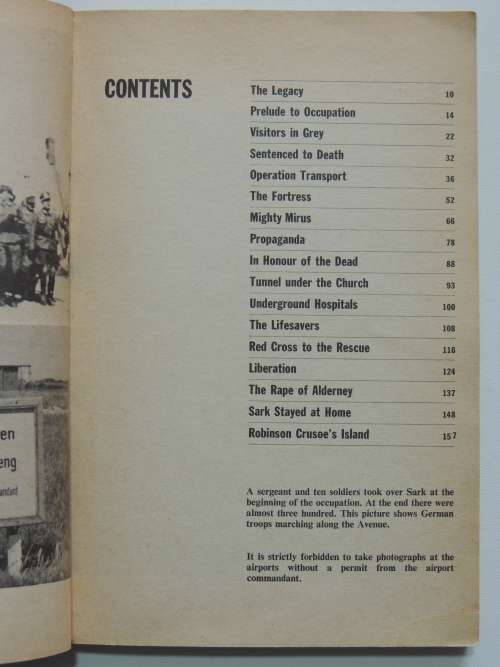 CONTENTS
The Legacy 10
Prelude to Occupation 14
Visitors in Grey 22
Sentenced to Death 32
Operation Transport 36
The Fortress 52
Mighty Mirus 66
Propaganda 78
In Honour of the Dead 88
Tunnel under the Church 93
Underground Hospitals 100
The Lifesavers 108
Red Cross to the Rescue 116
Liberation 124
The Rape of Alderney 137
Sark Stayed at Home 148
Robinson Crusoe's Island 157
A sergeant and ten soldiers took over Sark at the
beginning of the occupation. At the end there were
almost three hundred. This picture shows German
troops marching along the Avenue.
It is strictly forbidden to take photographs at the
airports without a permit from the airport
commandant.
en
eng